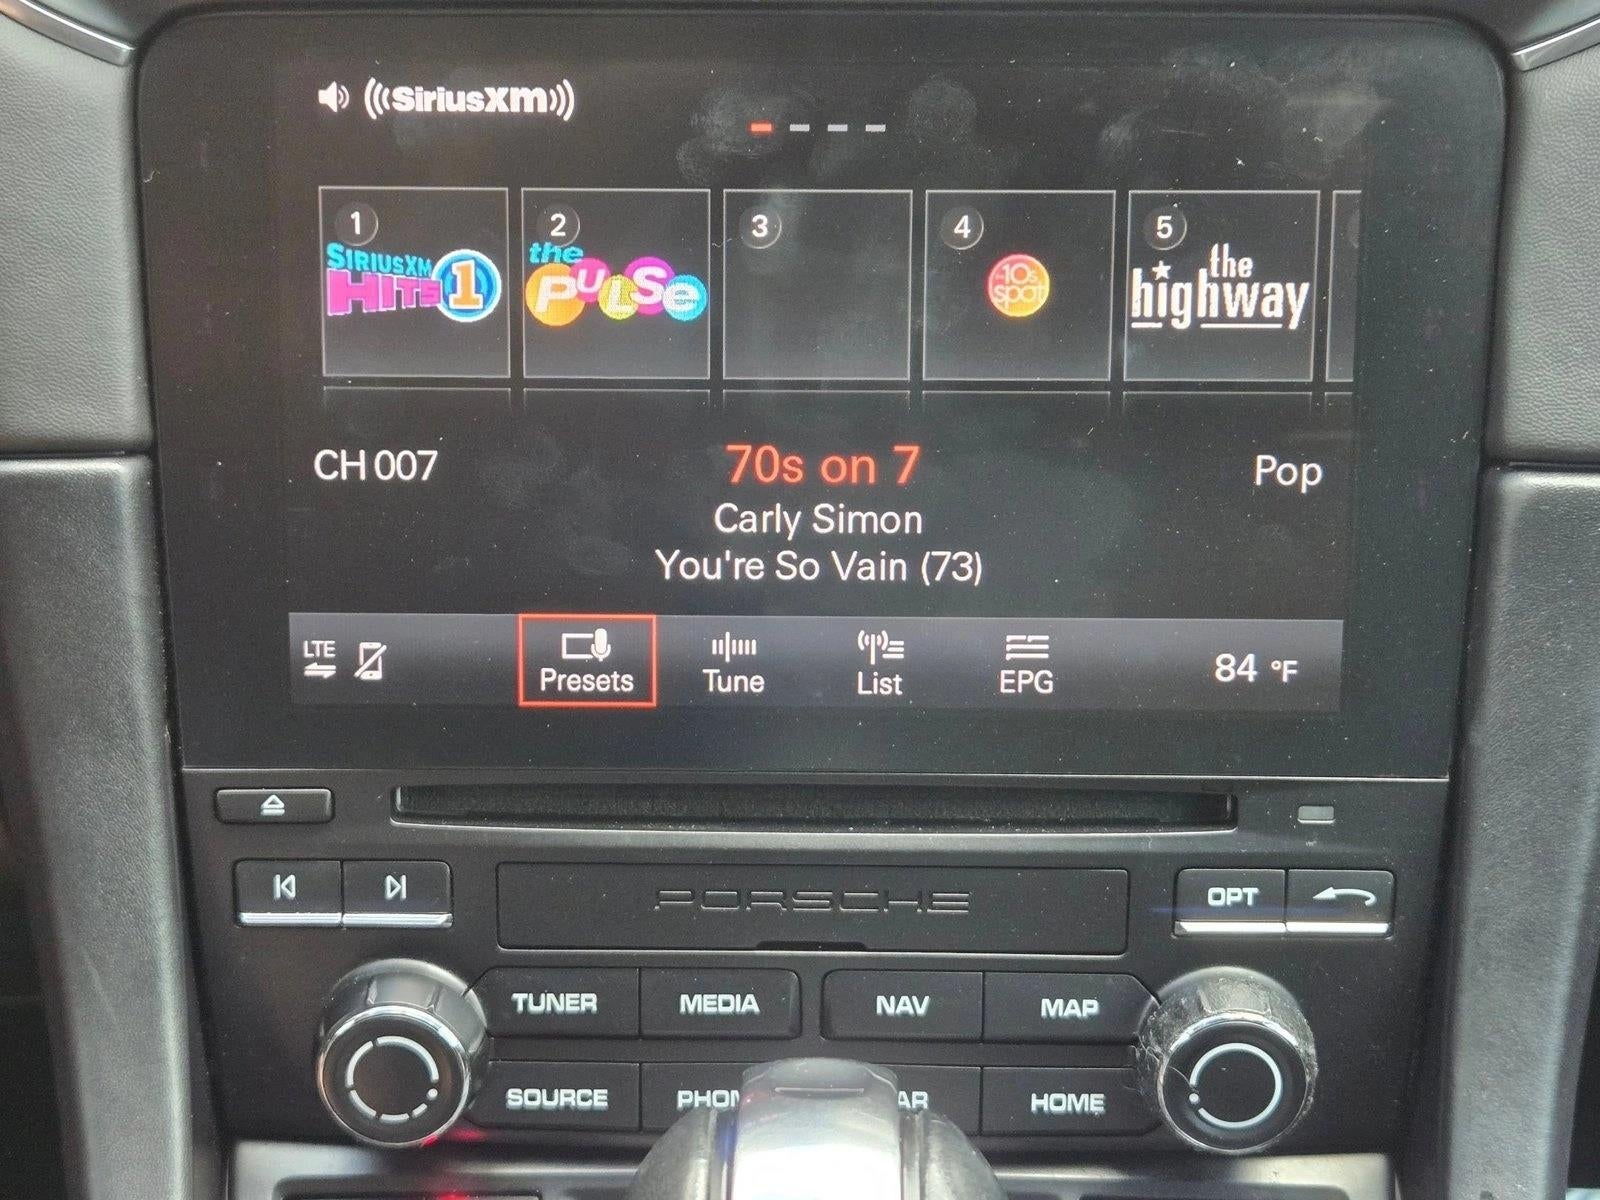 ((SiriusXM))
1
2
3
4
5
SIRIUSXM
HITS 1
the
PULSE
10s
spot
the
highway
CH 007
70s on 7
Pop
Carly Simon
You're So Vain (73)
LTE
Presets
Tune
List
EPG
84 °F
PORSCHE
OPT
TUNER
MEDIA
NAV
MAP
SOURCE
HOME